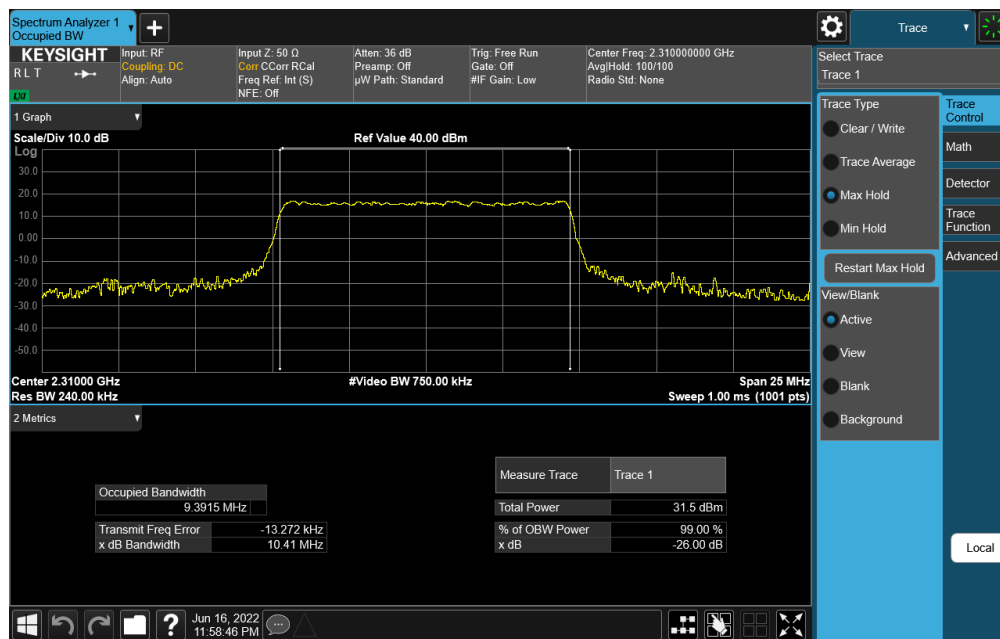 Spectrum Analyzer 1
Occupied BW
Trace
KEYSIGHT
R L T
LXI
Input: RF
Coupling: DC
Align: Auto
Input Z: 50 Ω
Corr CCorr RCal
Freq Ref: Int (S)
NFE: Off
Atten: 36 dB
Preamp: Off
µW Path: Standard
Trig: Free Run
Gate: Off
#IF Gain: Low
Center Freq: 2.310000000 GHz
Avg|Hold: 100/100
Radio Std: None
Select Trace
Trace 1
1 Graph
Scale/Div 10.0 dB
Ref Value 40.00 dBm
Log
30.0
20.0
10.0
0.00
-10.0
-20.0
-30.0
-40.0
-50.0
Center 2.31000 GHz
#Video BW 750.00 kHz
Span 25 MHz
Res BW 240.00 kHz
Sweep 1.00 ms (1001 pts)
2 Metrics
Occupied Bandwidth
9.3915 MHz
Transmit Freq Error -13.272 kHz
x dB Bandwidth 10.41 MHz
Measure Trace Trace 1
Total Power 31.5 dBm
% of OBW Power 99.00 %
x dB -26.00 dB
Trace Type
Clear / Write
Trace Average
Max Hold
Min Hold
Restart Max Hold
View/Blank
Active
View
Blank
Background
Trace
Control
Math
Detector
Trace
Function
Advanced
Local
?
Jun 16, 2022
11:58:46 PM